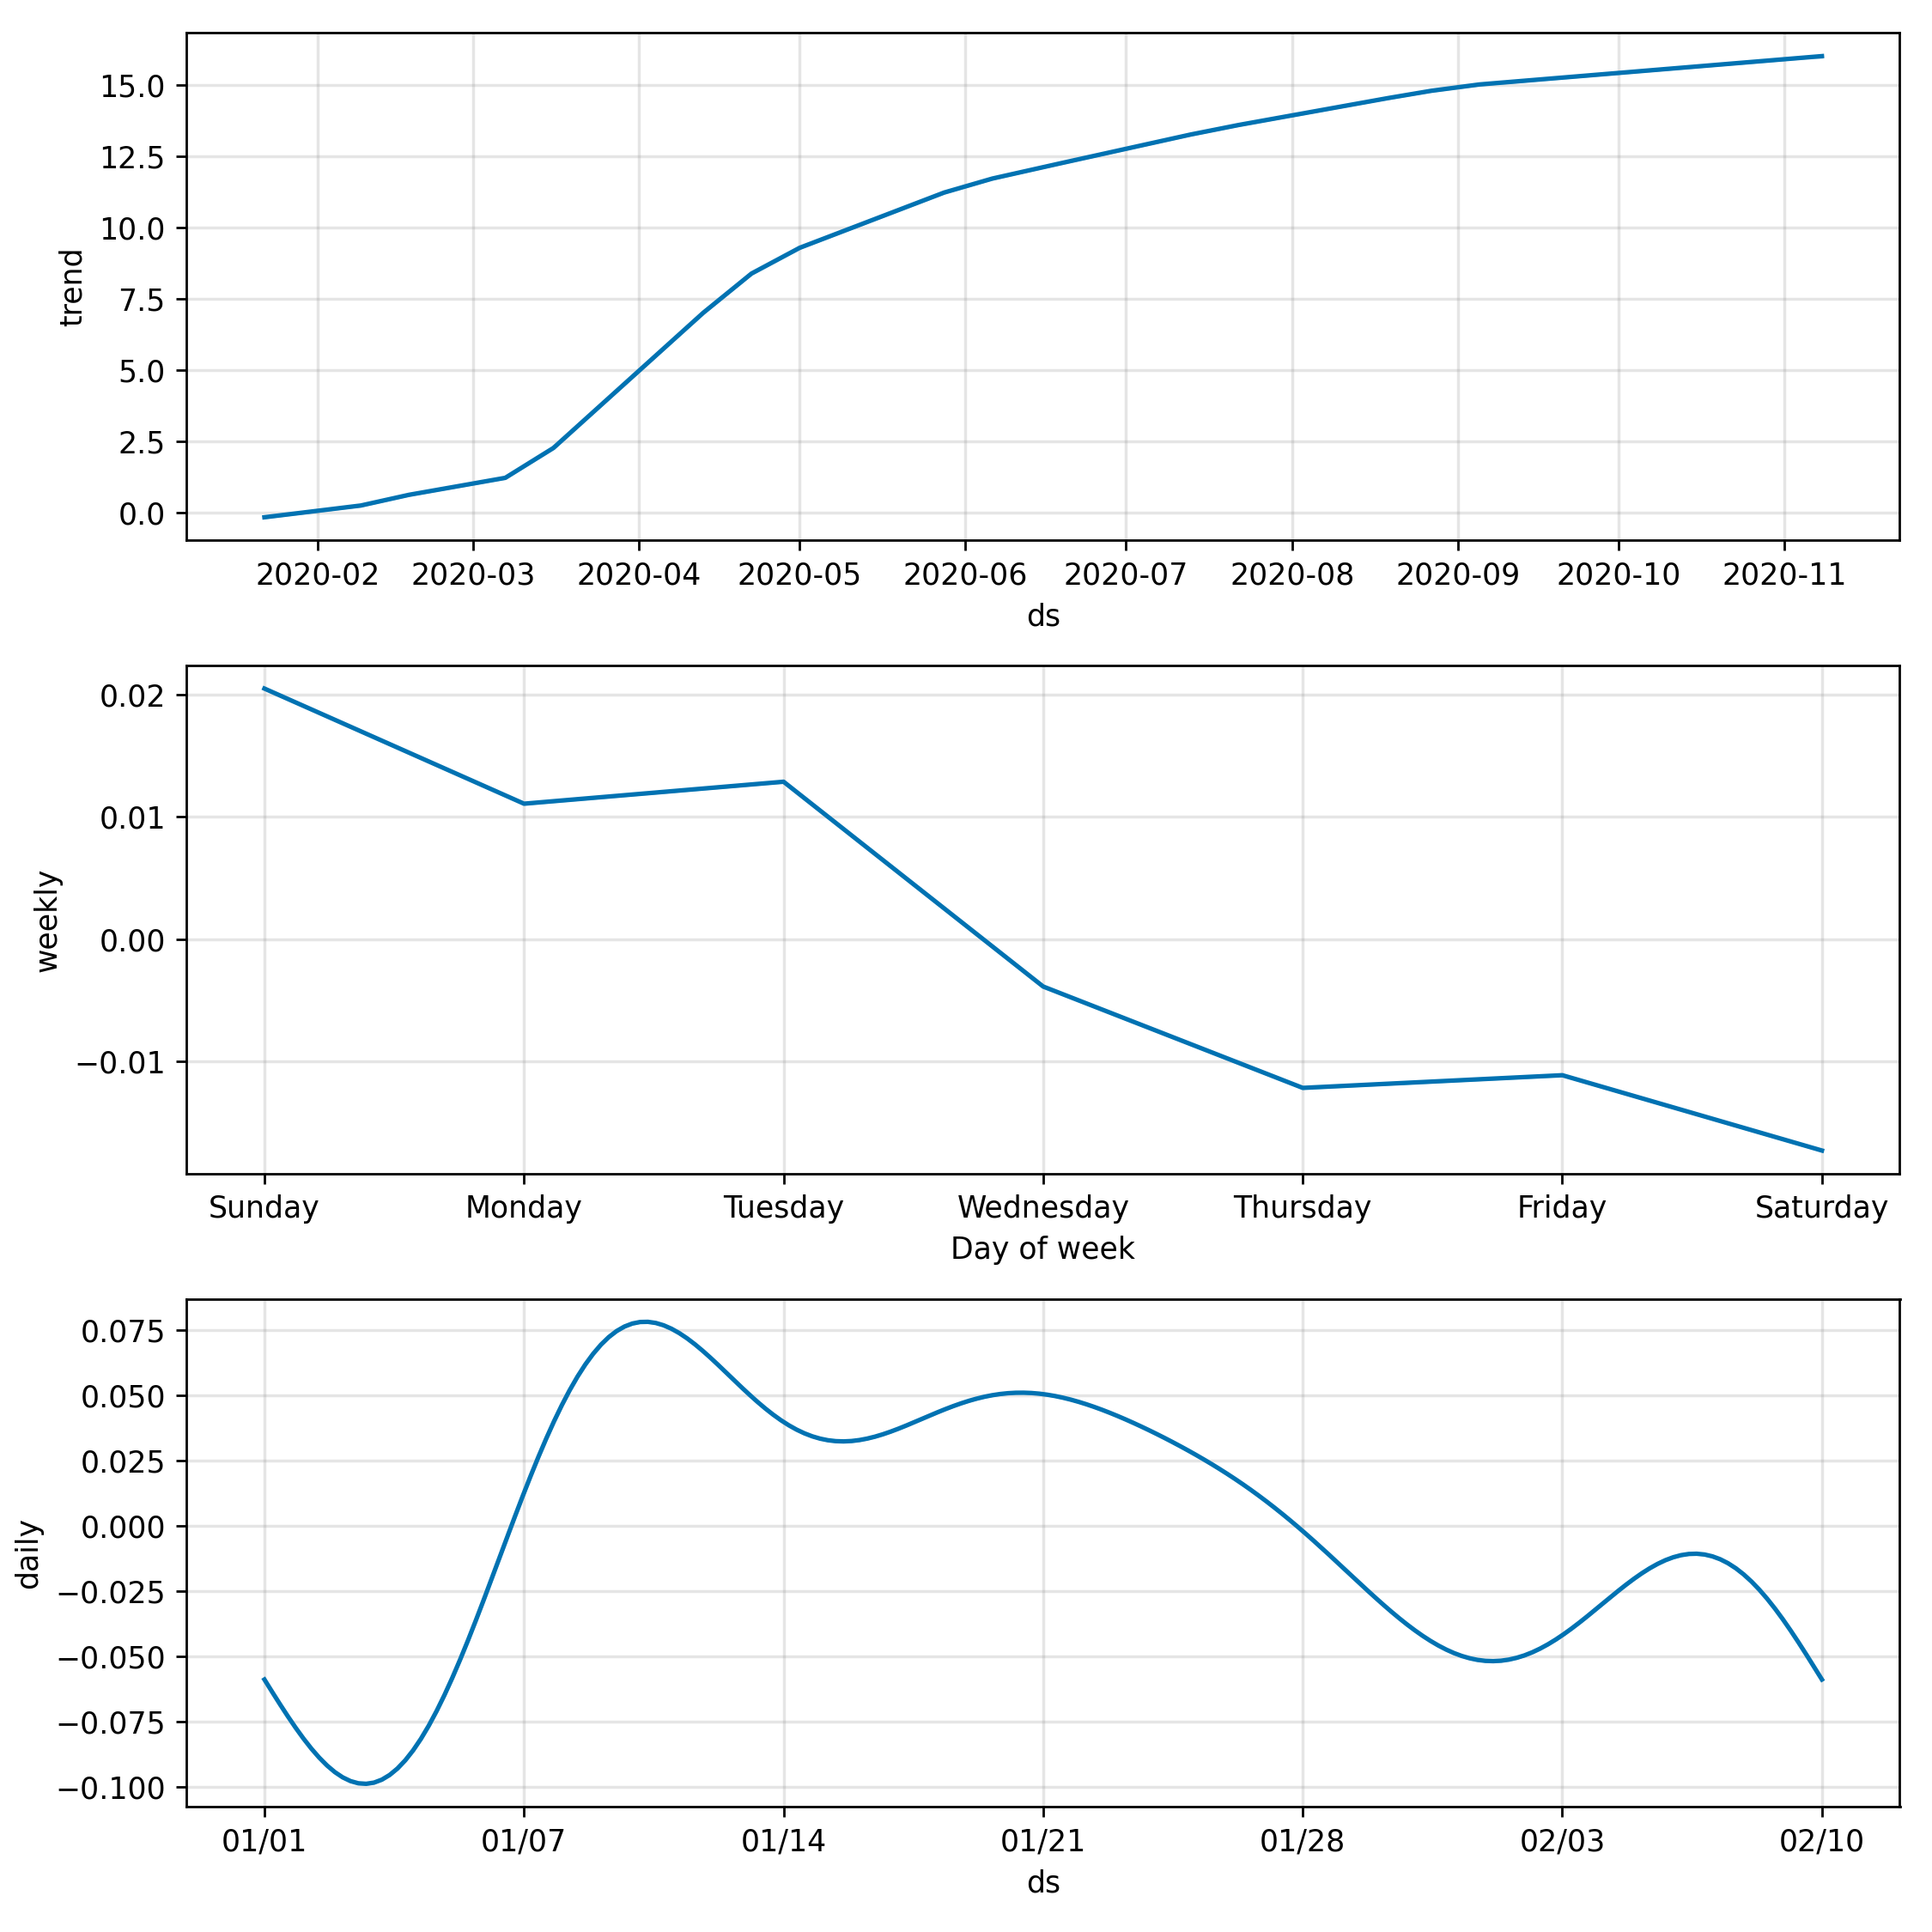 trend
15.0
12.5
10.0
7.5
5.0
2.5
0.0
2020-02 2020-03 2020-04 2020-05 2020-06 2020-07 2020-08 2020-09 2020-10 2020-11
ds
weekly
0.02
0.01
0.00
−0.01
Sunday Monday Tuesday Wednesday Thursday Friday Saturday
Day of week
daily
0.075
0.050
0.025
0.000
−0.025
−0.050
−0.075
−0.100
01/01 01/07 01/14 01/21 01/28 02/03 02/10
ds